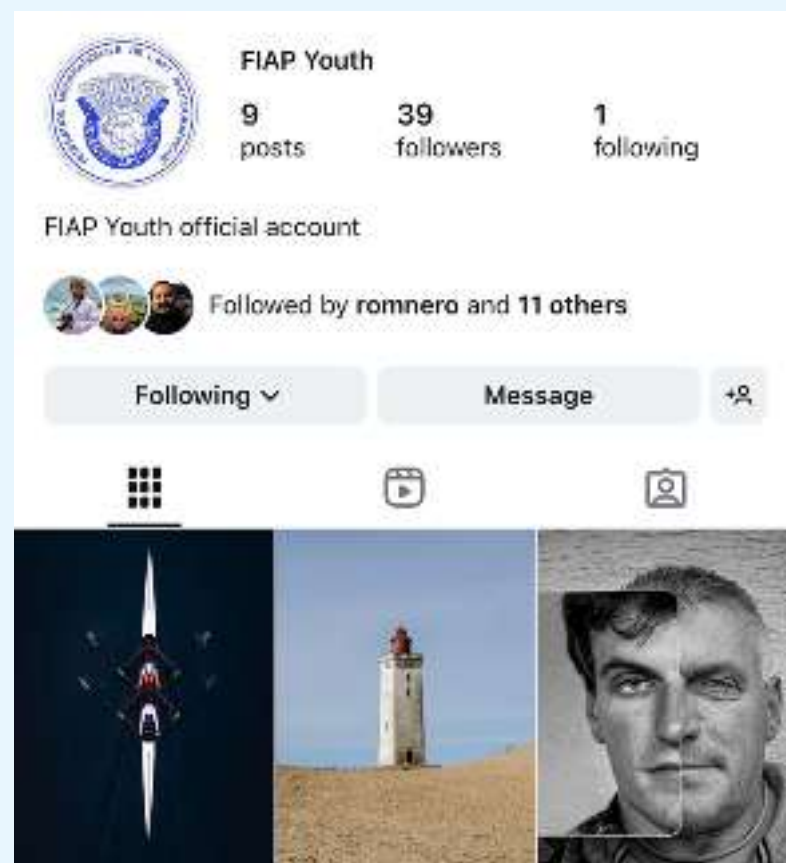 FIAP Youth
9 39 1
posts followers following
FIAP Youth official account
Followed by romnero and 11 others
Following Message